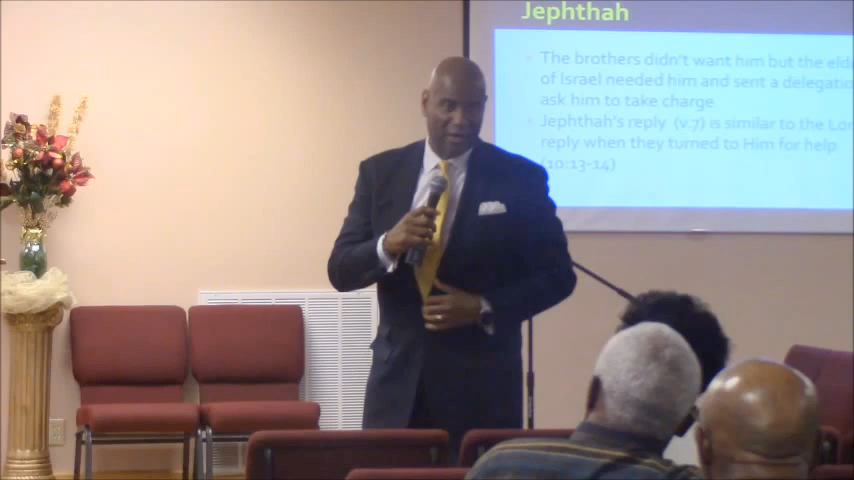 Jephthah
The brothers didn't want him but the elde
of Israel needed him and sent a delegatio
ask him to take charge.
Jephthah's reply (v.7) is similar to the Lor
reply when they turned to Him for help
(10:13-14)